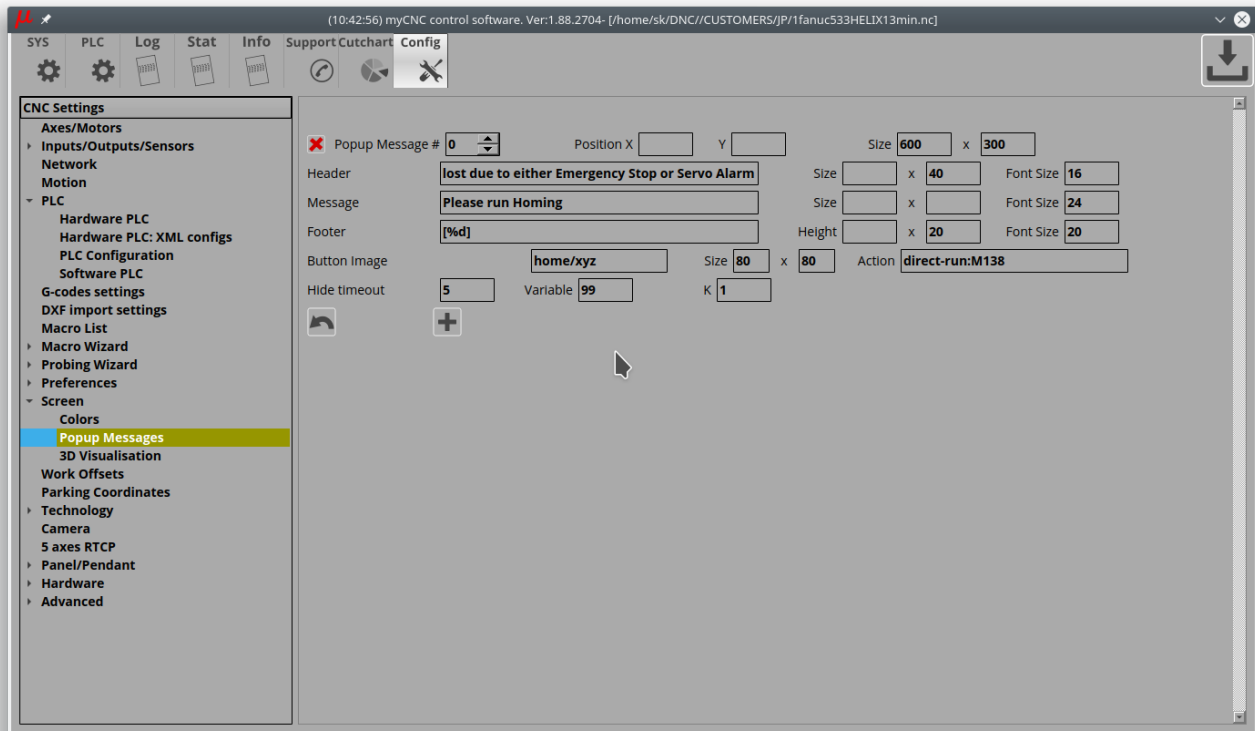 (10:42:56) myCNC control software. Ver:1.88.2704- [/home/sk/DNC//CUSTOMERS/JP/1fanuc533HELIX13min.nc]
SYS PLC Log Stat Info Support Cutchart Config
CNC Settings
Axes/Motors
Inputs/Outputs/Sensors
Network
Motion
PLC
Hardware PLC
Hardware PLC: XML configs
PLC Configuration
Software PLC
G-codes settings
DXF import settings
Macro List
Macro Wizard
Probing Wizard
Preferences
Screen
Colors
Popup Messages
3D Visualisation
Work Offsets
Parking Coordinates
Technology
Camera
5 axes RTCP
Panel/Pendant
Hardware
Advanced
Popup Message # 0 Position X Y Size 600 x 300
Header lost due to either Emergency Stop or Servo Alarm Size x 40 Font Size 16
Message Please run Homing Size x Font Size 24
Footer [%d] Height x 20 Font Size 20
Button Image home/xyz Size 80 x 80 Action direct-run:M138
Hide timeout 5 Variable 99 K 1